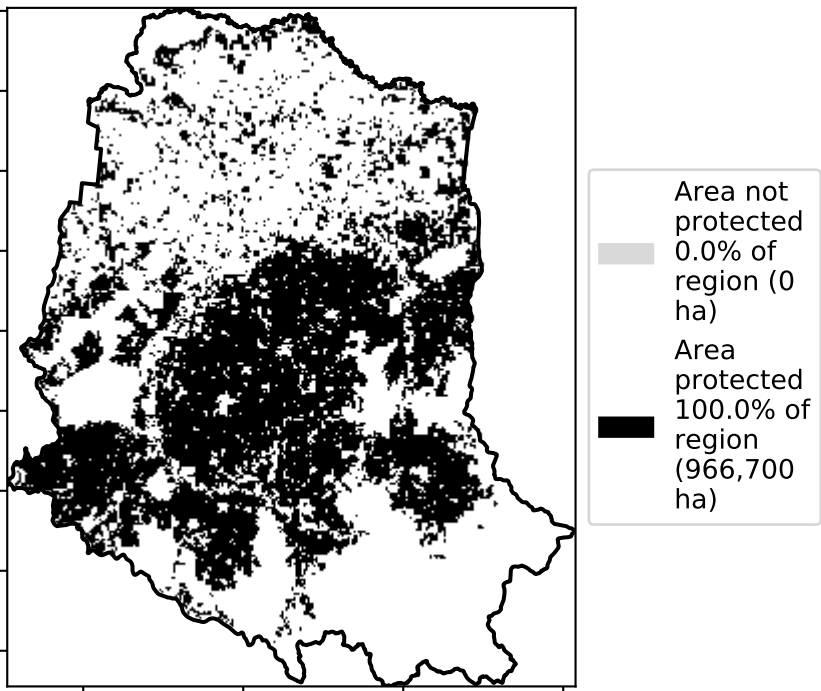 Area not
protected
0.0% of
region (0
ha)
Area
protected
100.0% of
region
(966,700
ha)